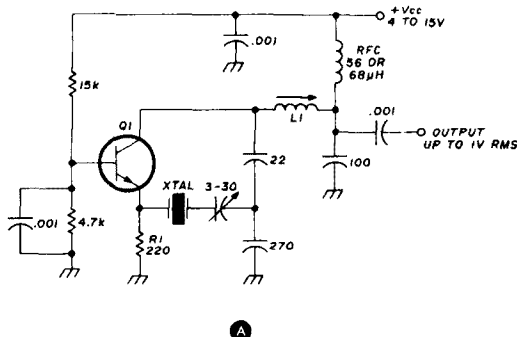 +Vcc
4 TO 15V
.001
RFC
56 OR
68µH
15k
L1
.001
OUTPUT
UP TO 1V RMS
Q1
22
100
XTAL
3-30
.001
4.7k
R1
220
270
A